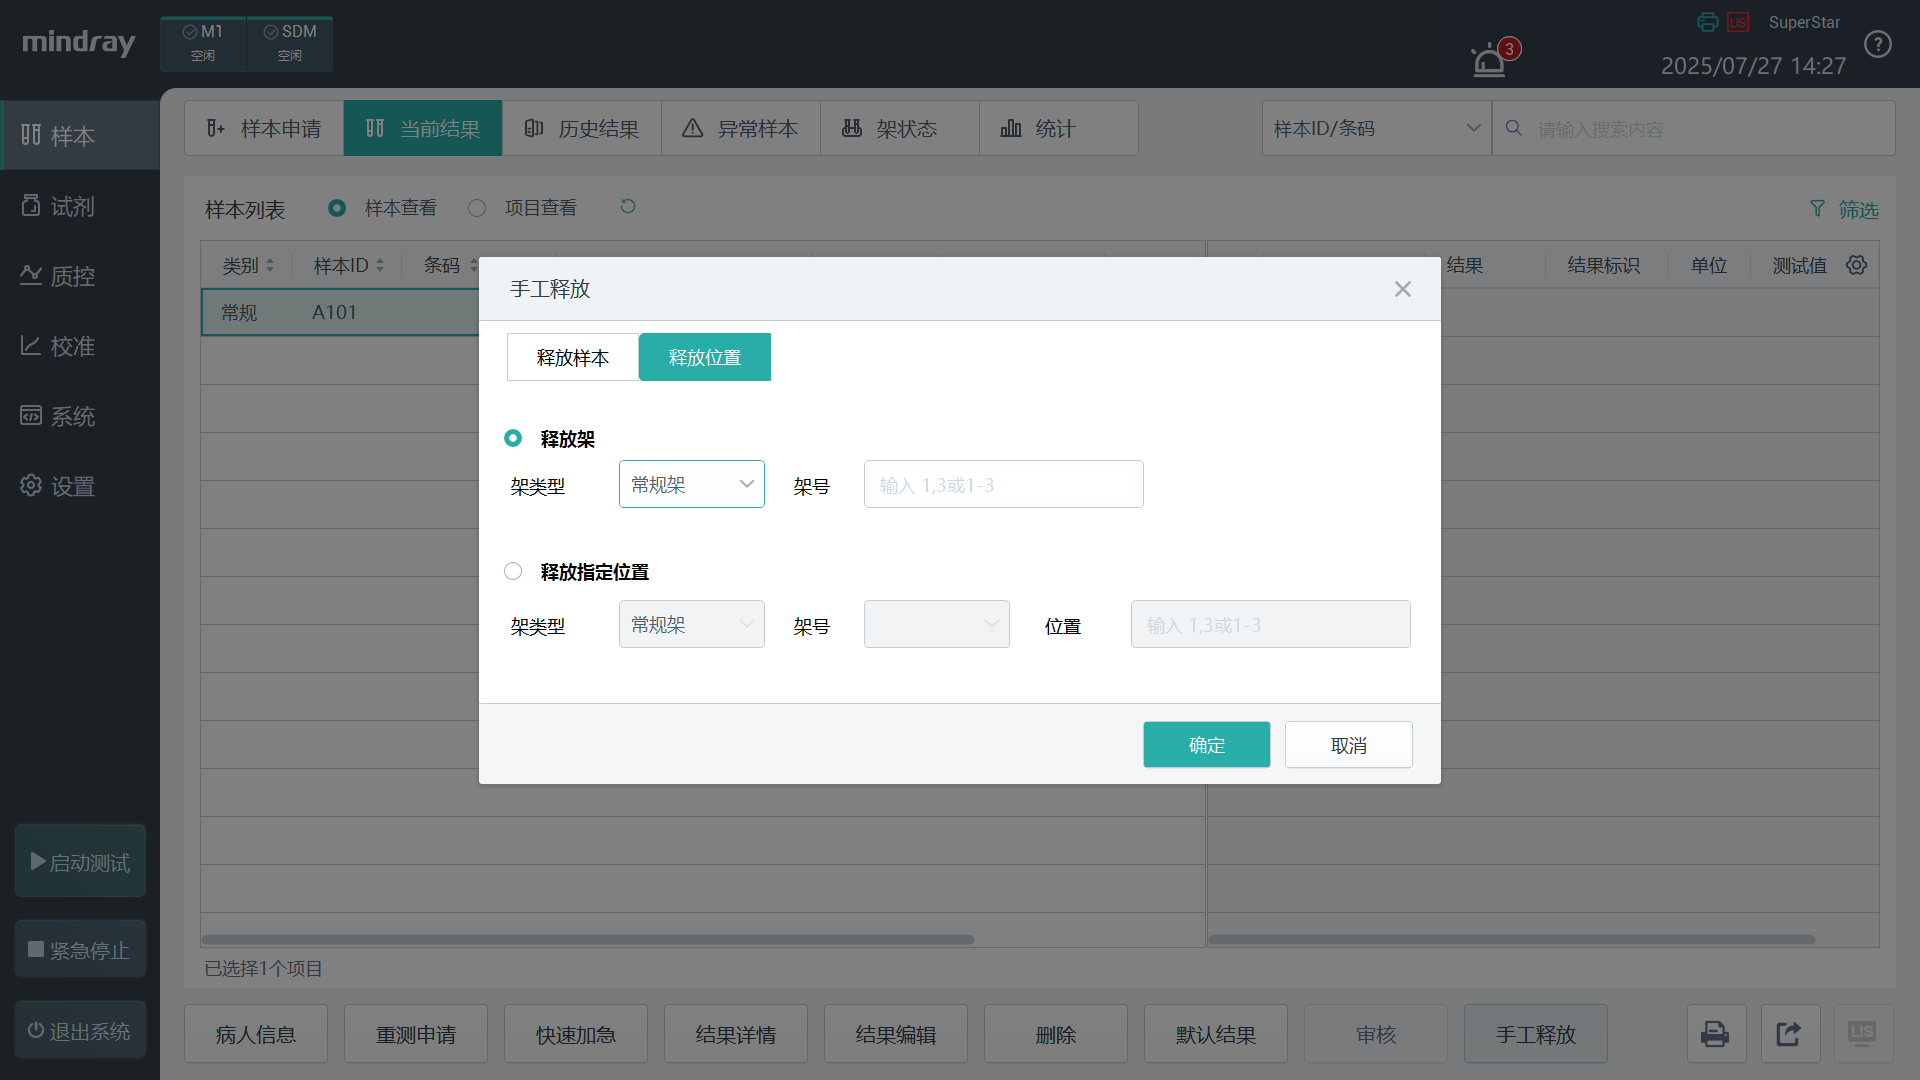 mindray
M1
空闲
SDM
空闲
3
LIS
SuperStar
2025/07/27 14:27
?
样本
试剂
质控
校准
系统
设置
启动测试
紧急停止
退出系统
样本申请
当前结果
历史结果
异常样本
架状态
统计
样本ID/条码
请输入搜索内容
样本列表
样本查看
项目查看
筛选
类别
样本ID
条码
结果
结果标识
单位
测试值
常规
A101
手工释放
释放样本
释放位置
释放架
架类型
常规架
架号
输入 1,3或1-3
释放指定位置
架类型
常规架
架号
位置
输入 1,3或1-3
确定
取消
已选择1个项目
病人信息
重测申请
快速加急
结果详情
结果编辑
删除
默认结果
审核
手工释放
LIS